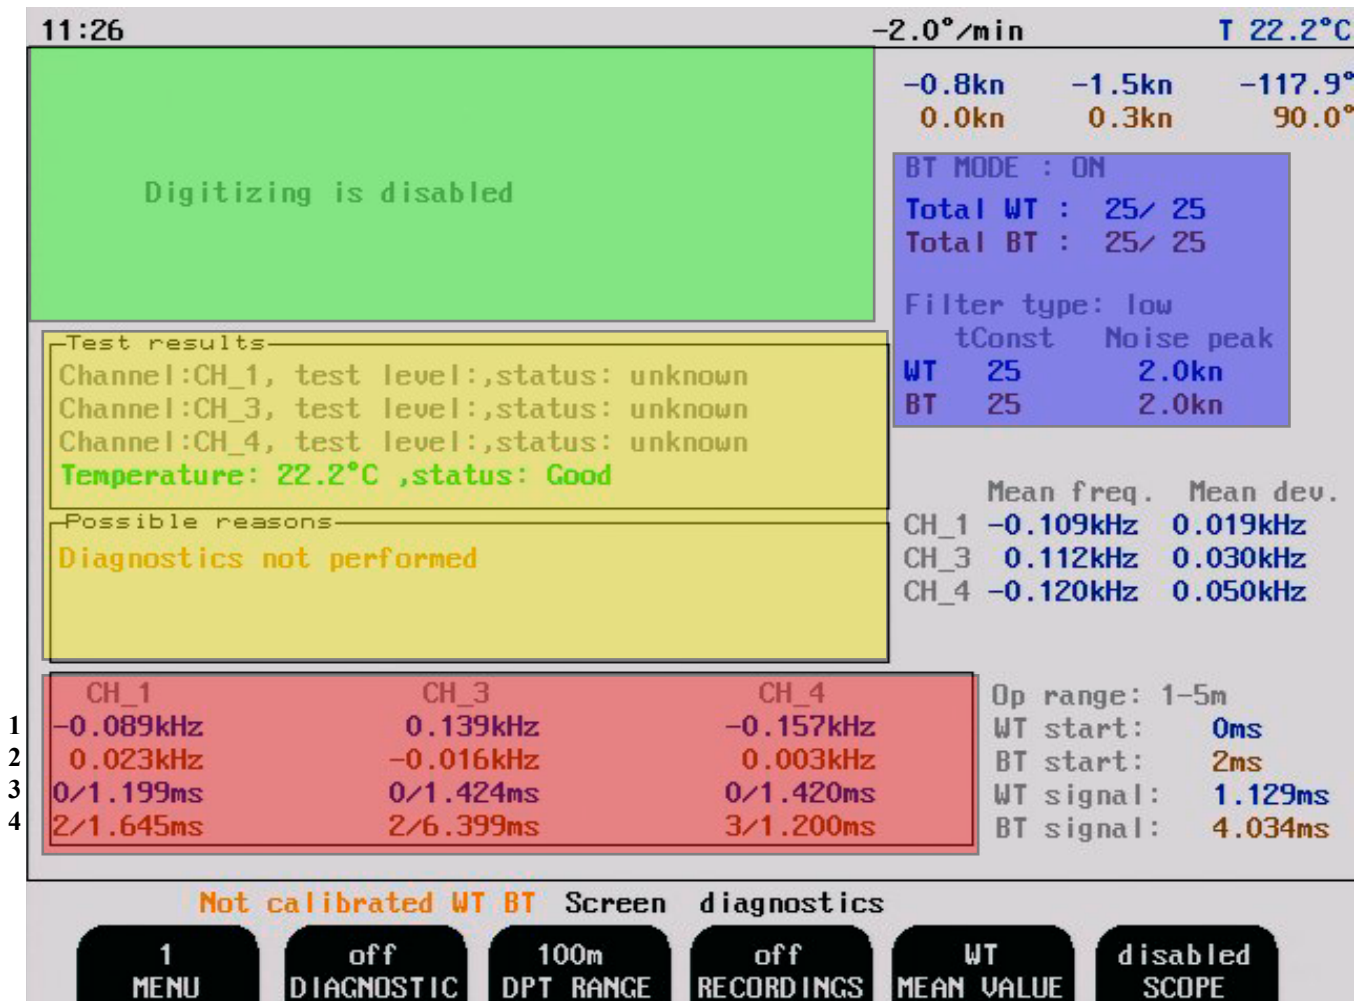 11:26 -2.0°/min T 22.2°C
-0.8kn -1.5kn -117.9°
0.0kn 0.3kn 90.0°
Digitizing is disabled
BT MODE : ON
Total WT : 25/ 25
Total BT : 25/ 25
Filter type: low
tConst Noise peak
WT 25 2.0kn
BT 25 2.0kn
Test results
Channel:CH_1, test level:,status: unknown
Channel:CH_3, test level:,status: unknown
Channel:CH_4, test level:,status: unknown
Temperature: 22.2°C ,status: Good
Possible reasons
Diagnostics not performed
Mean freq. Mean dev.
CH_1 -0.109kHz 0.019kHz
CH_3 0.112kHz 0.030kHz
CH_4 -0.120kHz 0.050kHz
CH_1 CH_3 CH_4
1 -0.089kHz 0.139kHz -0.157kHz
2 0.023kHz -0.016kHz 0.003kHz
3 0/1.199ms 0/1.424ms 0/1.420ms
4 2/1.645ms 2/6.399ms 3/1.200ms
Op range: 1-5m
WT start: 0ms
BT start: 2ms
WT signal: 1.129ms
BT signal: 4.034ms
Not calibrated WT BT Screen diagnostics
1 off 100m off WT disabled
MENU DIAGNOSTIC DPT RANGE RECORDINGS MEAN VALUE SCOPE